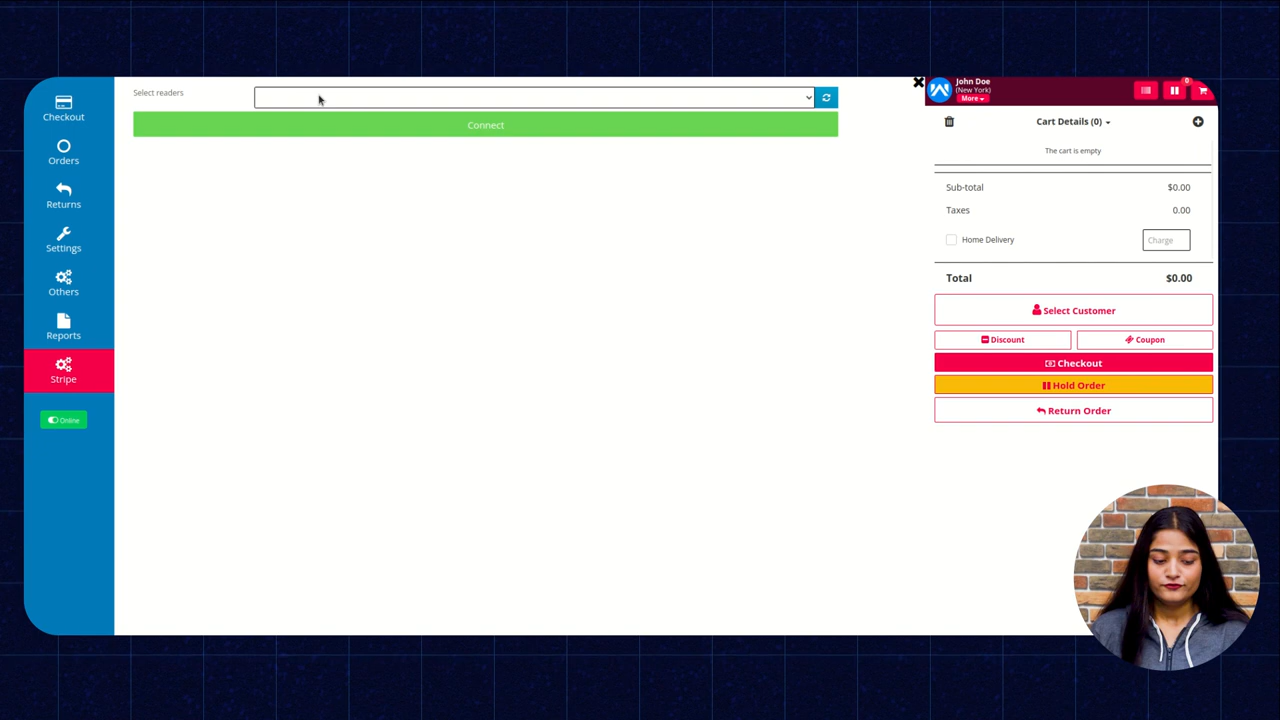 Checkout
Orders
Returns
Settings
Others
Reports
Stripe
Online
Select readers
Connect
John Doe
(New York)
More
0
Cart Details (0)
The cart is empty
Sub-total $0.00
Taxes 0.00
Home Delivery Charge
Total $0.00
Select Customer
Discount Coupon
Checkout
Hold Order
Return Order